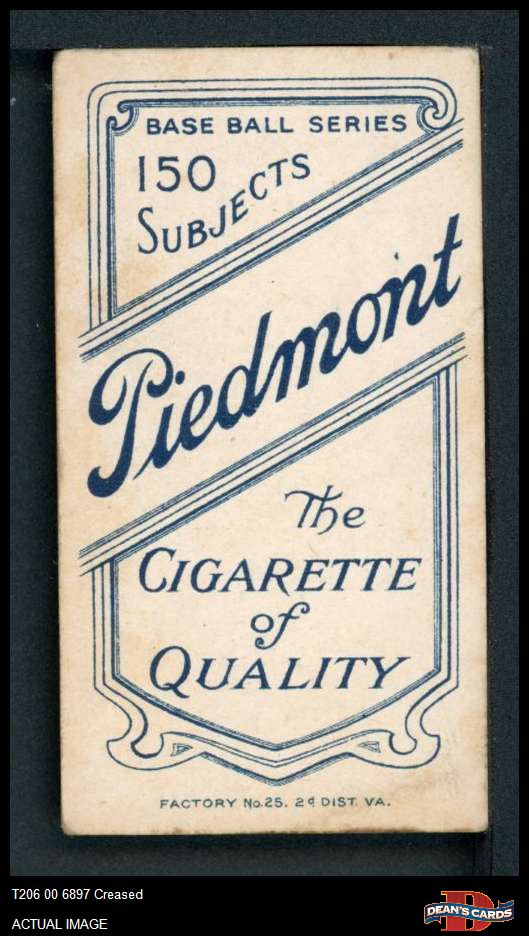 BASE BALL SERIES
150
SUBJECTS
Piedmont
The
CIGARETTE
of
QUALITY
FACTORY No.25. 2d DIST. VA.
T206 00 6897 Creased
ACTUAL IMAGE
DEAN'S CARDS